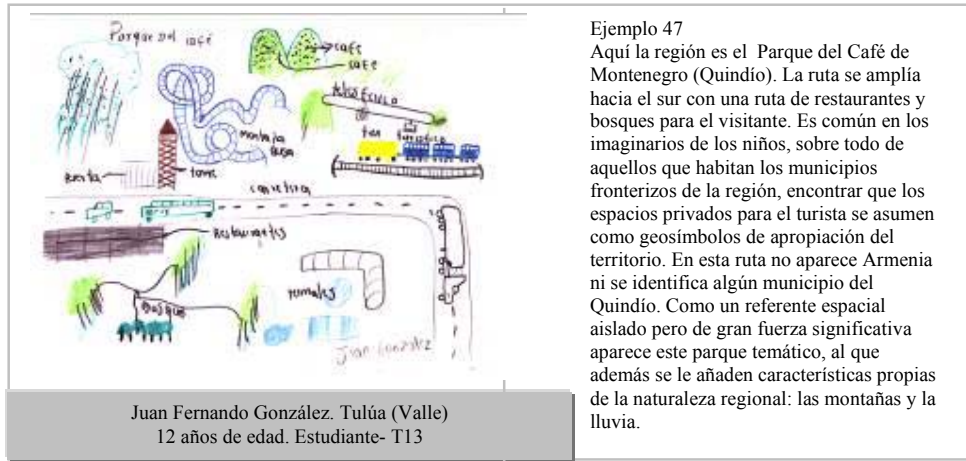 Parque del café
café
café
teleférico
tren turístico
montaña
rusa
torre
carretera
Restaurantes
Bosque
termales
Juan González
Juan Fernando González. Tulúa (Valle)
12 años de edad. Estudiante- T13
Ejemplo 47
Aquí la región es el Parque del Café de
Montenegro (Quindío). La ruta se amplía
hacia el sur con una ruta de restaurantes y
bosques para el visitante. Es común en los
imaginarios de los niños, sobre todo de
aquellos que habitan los municipios
fronterizos de la región, encontrar que los
espacios privados para el turista se asumen
como geosímbolos de apropiación del
territorio. En esta ruta no aparece Armenia
ni se identifica algún municipio del
Quindío. Como un referente espacial
aislado pero de gran fuerza significativa
aparece este parque temático, al que
además se le añaden características propias
de la naturaleza regional: las montañas y la
lluvia.